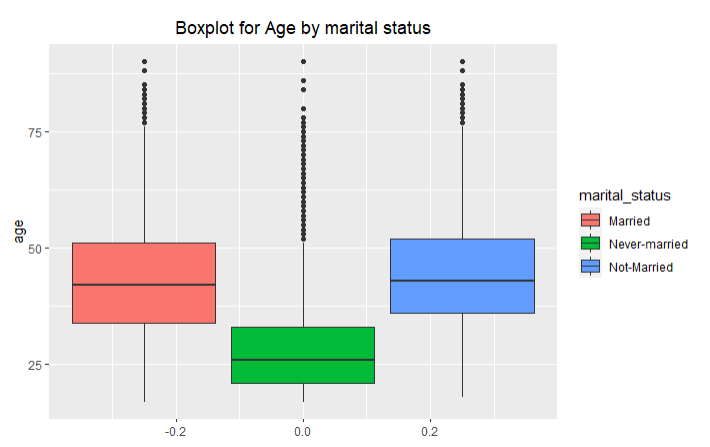 Boxplot for Age by marital status
75
50
25
age
-0.2
0.0
0.2
marital_status
Married
Never-married
Not-Married